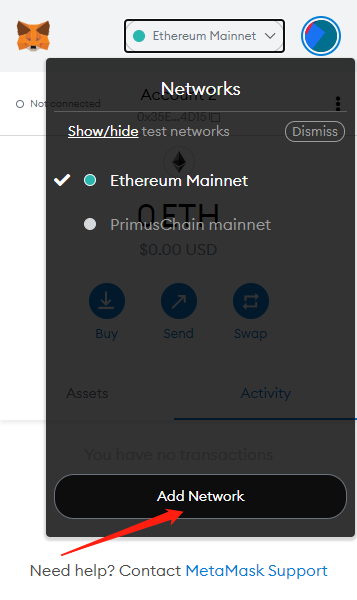 Ethereum Mainnet
Networks
Not connected
Account 2
0x35E...4D151
Show/hide test networks
Dismiss
Ethereum Mainnet
0 ETH
PrimusChain mainnet
$0.00 USD
Buy
Send
Swap
Assets
Activity
You have no transactions
Add Network
Need help? Contact MetaMask Support